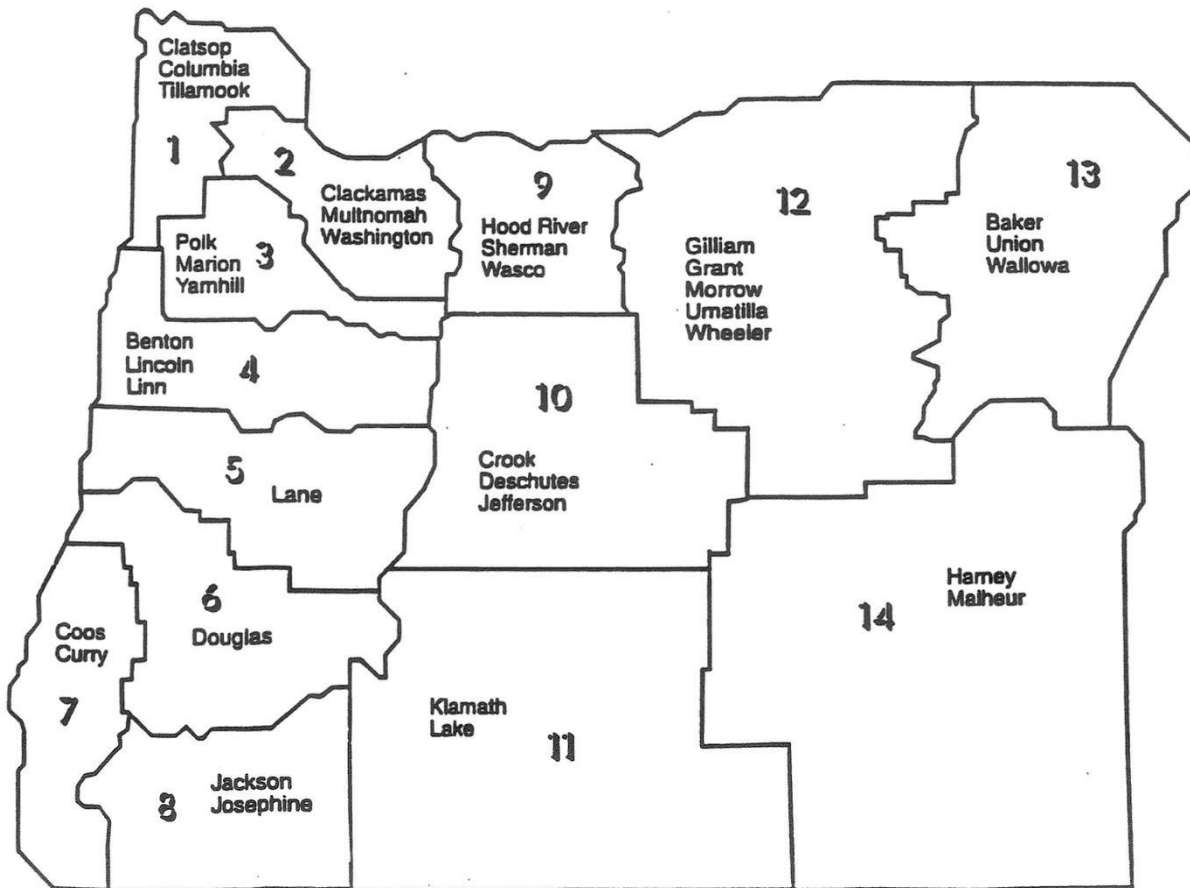 Clatsop
Columbia
Tillamook
1
2
Clackamas
Multnomah
Washington
3
Polk
Marion
Yamhill
9
Hood River
Sherman
Wasco
12
Gilliam
Grant
Morrow
Umatilla
Wheeler
13
Baker
Union
Wallowa
Benton
Lincoln
Linn
4
10
Crook
Deschutes
Jefferson
5
Lane
6
Douglas
Coos
Curry
7
8
Jackson
Josephine
Klamath
Lake
11
Harney
Malheur
14